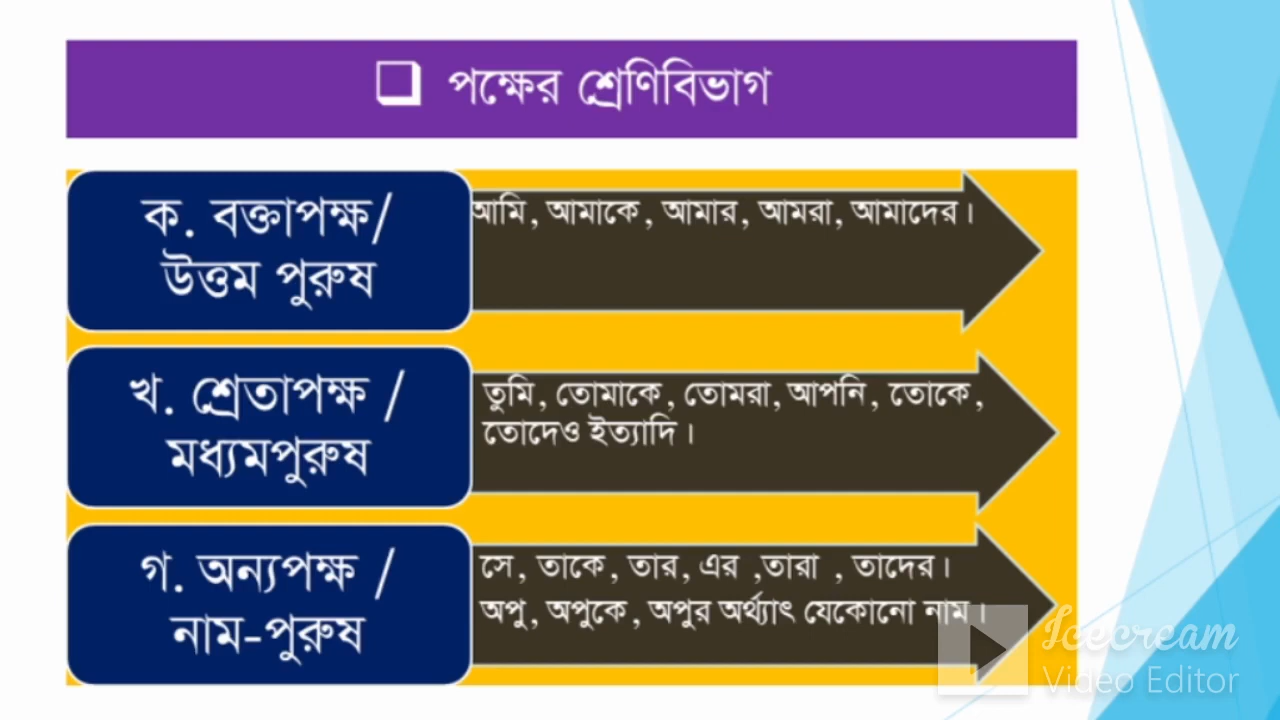 ❑ পক্ষের শ্রেণিবিভাগ
ক. বক্তাপক্ষ/
উত্তম পুরুষ
আমি, আমাকে, আমার, আমরা, আমাদের।
খ. শ্রেতাপক্ষ /
মধ্যমপুরুষ
তুমি, তোমাকে, তোমরা, আপনি, তোকে,
তোদেও ইত্যাদি।
গ. অন্যপক্ষ /
নাম-পুরুষ
সে, তাকে, তার, এর ,তারা , তাদের।
অপু, অপুকে, অপুর অর্থ্যাৎ যেকোনো নাম।
Icecream
Video Editor